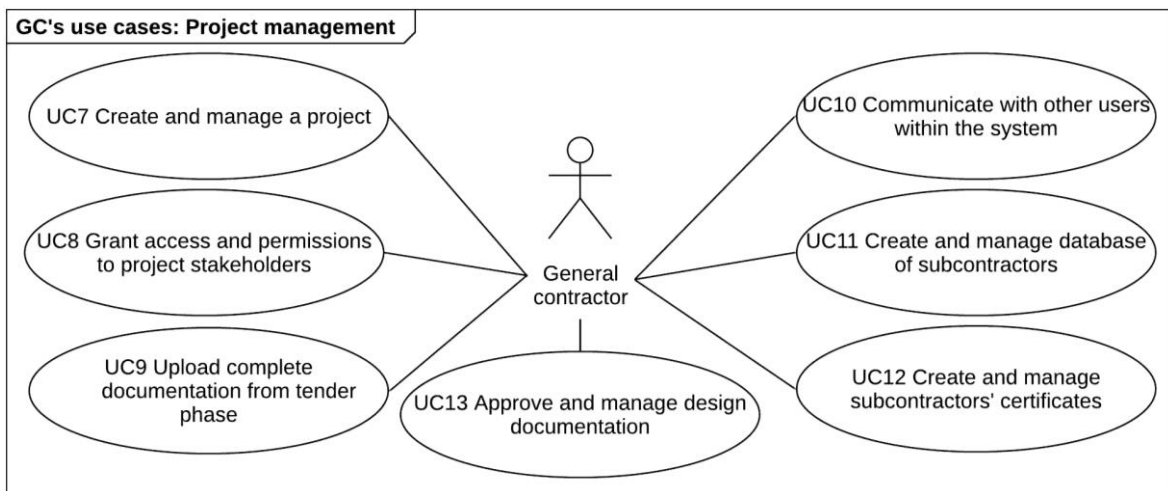 GC's use cases: Project management
UC7 Create and manage a project
UC8 Grant access and permissions
to project stakeholders
UC9 Upload complete
documentation from tender
phase
General
contractor
UC13 Approve and manage design
documentation
UC10 Communicate with other users
within the system
UC11 Create and manage database
of subcontractors
UC12 Create and manage
subcontractors' certificates